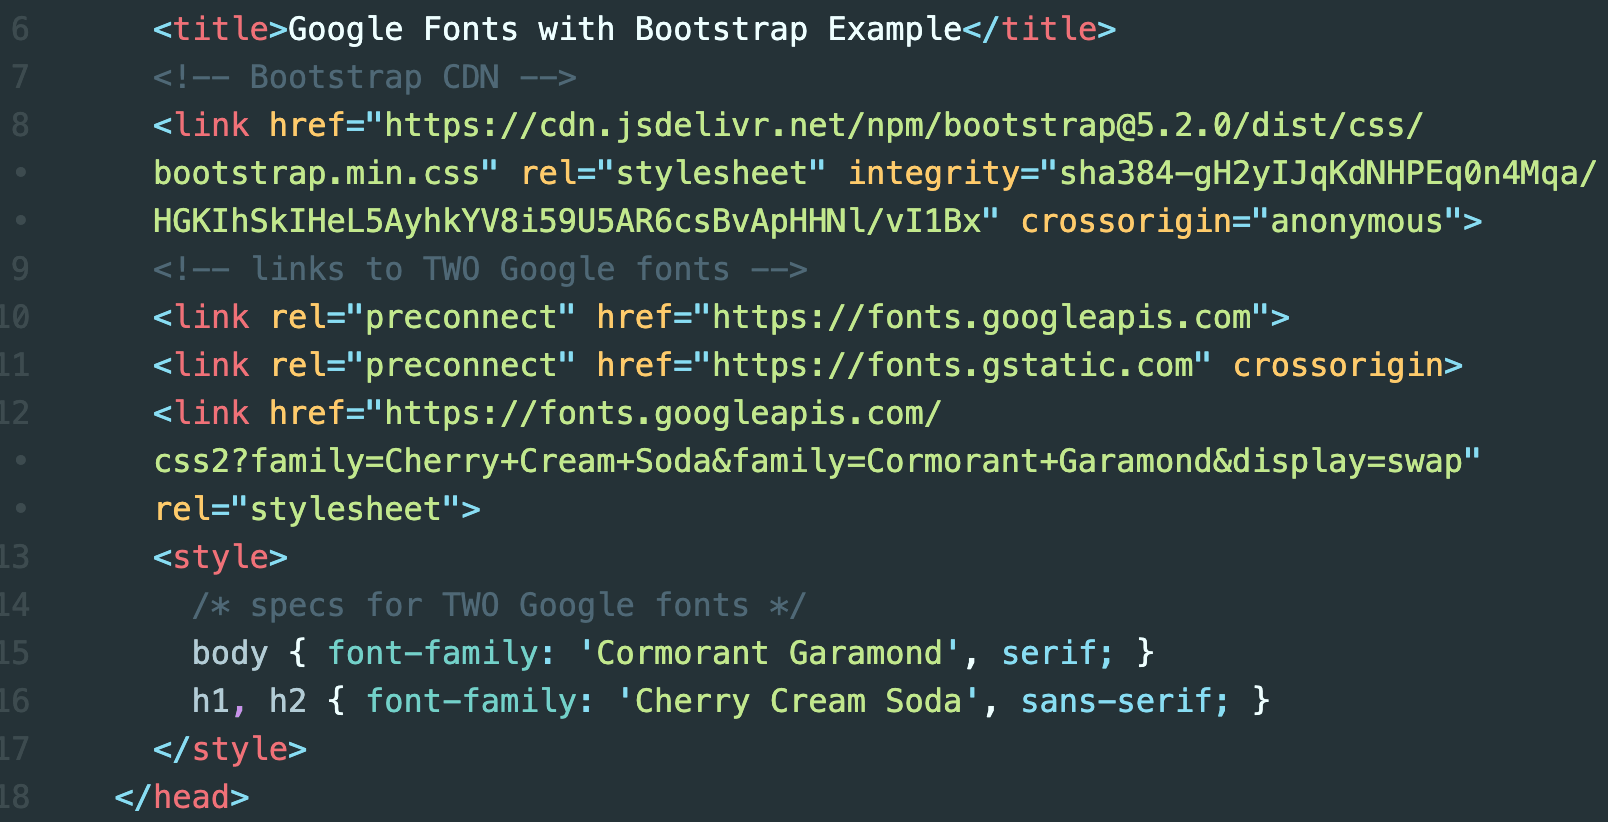 6 <title>Google Fonts with Bootstrap Example</title>
7 <!-- Bootstrap CDN -->
8 <link href="https://cdn.jsdelivr.net/npm/bootstrap@5.2.0/dist/css/
• bootstrap.min.css" rel="stylesheet" integrity="sha384-gH2yIJqKdNHPEq0n4Mqa/
• HGKIhSkIHeL5AyhkYV8i59U5AR6csBvApHHNl/vI1Bx" crossorigin="anonymous">
9 <!-- links to TWO Google fonts -->
10 <link rel="preconnect" href="https://fonts.googleapis.com">
11 <link rel="preconnect" href="https://fonts.gstatic.com" crossorigin>
12 <link href="https://fonts.googleapis.com/
• css2?family=Cherry+Cream+Soda&family=Cormorant+Garamond&display=swap"
• rel="stylesheet">
13 <style>
14 /* specs for TWO Google fonts */
15 body { font-family: 'Cormorant Garamond', serif; }
16 h1, h2 { font-family: 'Cherry Cream Soda', sans-serif; }
17 </style>
18 </head>